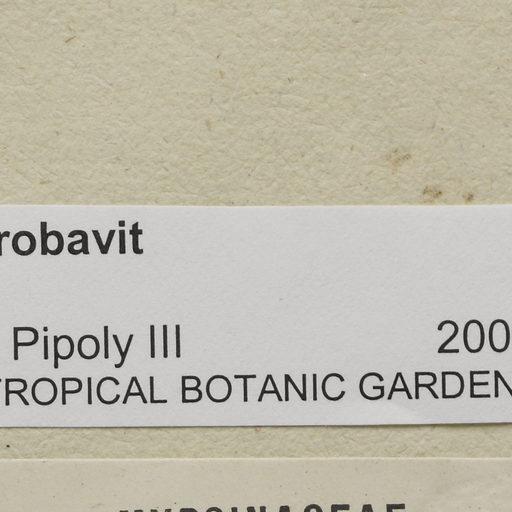 robavit
Pipoly III 200
TROPICAL BOTANIC GARDEN